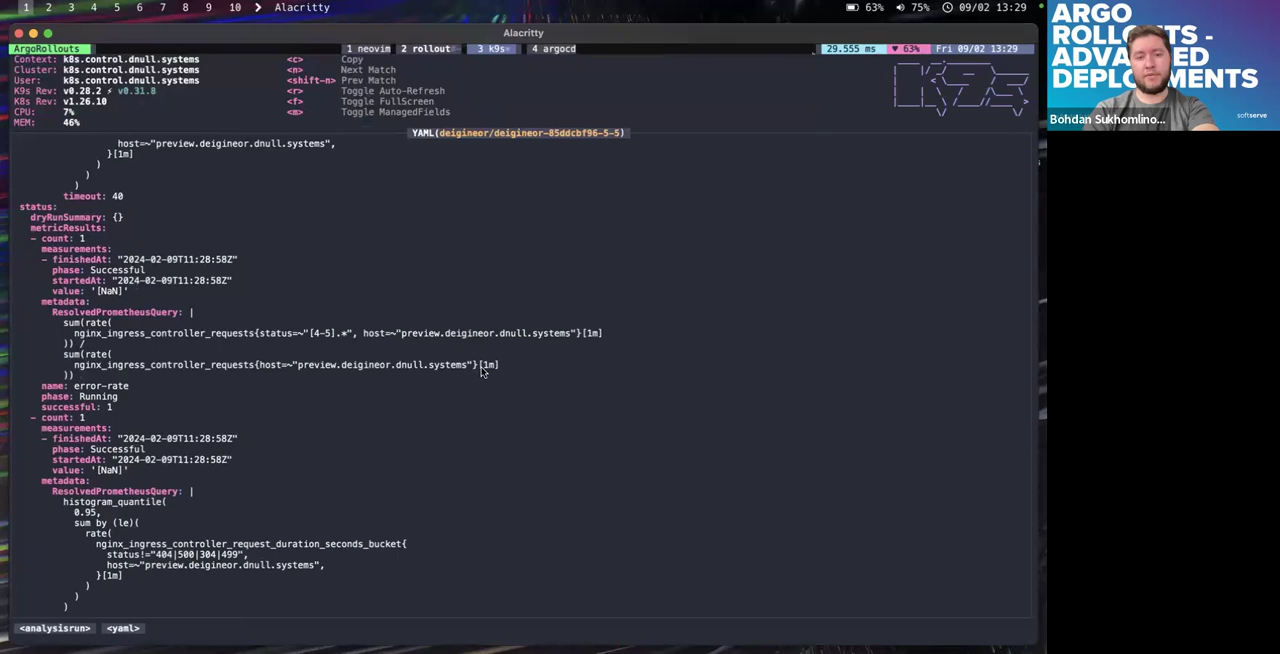 1 2 3 4 5 6 7 8 9 10 > Alacritty 63% 75% 09/02 13:29
Alacritty
ArgoRollouts 1 neovim 2 rollout 3 k9s 4 argocd 29.555 ms ♥ 63% Fri 09/02 13:29
Context: k8s.control.dnull.systems <c> Copy
Cluster: k8s.control.dnull.systems <n> Next Match
User: k8s.control.dnull.systems <shift-n> Prev Match
K9s Rev: v0.28.2 ⚡ v0.31.8 <r> Toggle Auto-Refresh
K8s Rev: v1.26.10 <f> Toggle FullScreen
CPU: 7% <m> Toggle ManagedFields
MEM: 46%
YAML(deigineor/deigineor-85ddcbf96-5-5)
host=~"preview.deigineor.dnull.systems",
}[1m]
)
)
)
timeout: 40
status:
dryRunSummary: {}
metricResults:
- count: 1
measurements:
- finishedAt: "2024-02-09T11:28:58Z"
phase: Successful
startedAt: "2024-02-09T11:28:58Z"
value: '[NaN]'
metadata:
ResolvedPrometheusQuery: |
sum(rate(
nginx_ingress_controller_requests{status=~"[4-5].*", host=~"preview.deigineor.dnull.systems"}[1m]
)) /
sum(rate(
nginx_ingress_controller_requests{host=~"preview.deigineor.dnull.systems"}[1m]
))
name: error-rate
phase: Running
successful: 1
- count: 1
measurements:
- finishedAt: "2024-02-09T11:28:58Z"
phase: Successful
startedAt: "2024-02-09T11:28:58Z"
value: '[NaN]'
metadata:
ResolvedPrometheusQuery: |
histogram_quantile(
0.95,
sum by (le)(
rate(
nginx_ingress_controller_request_duration_seconds_bucket{
status!="404|500|304|499",
host=~"preview.deigineor.dnull.systems",
}[1m]
)
)
)
<analysisrun> <yaml>
ARGO
ROLLOUTS -
ADVANCED
DEPLOYMENTS
Bohdan Sukhomlino...
softserve